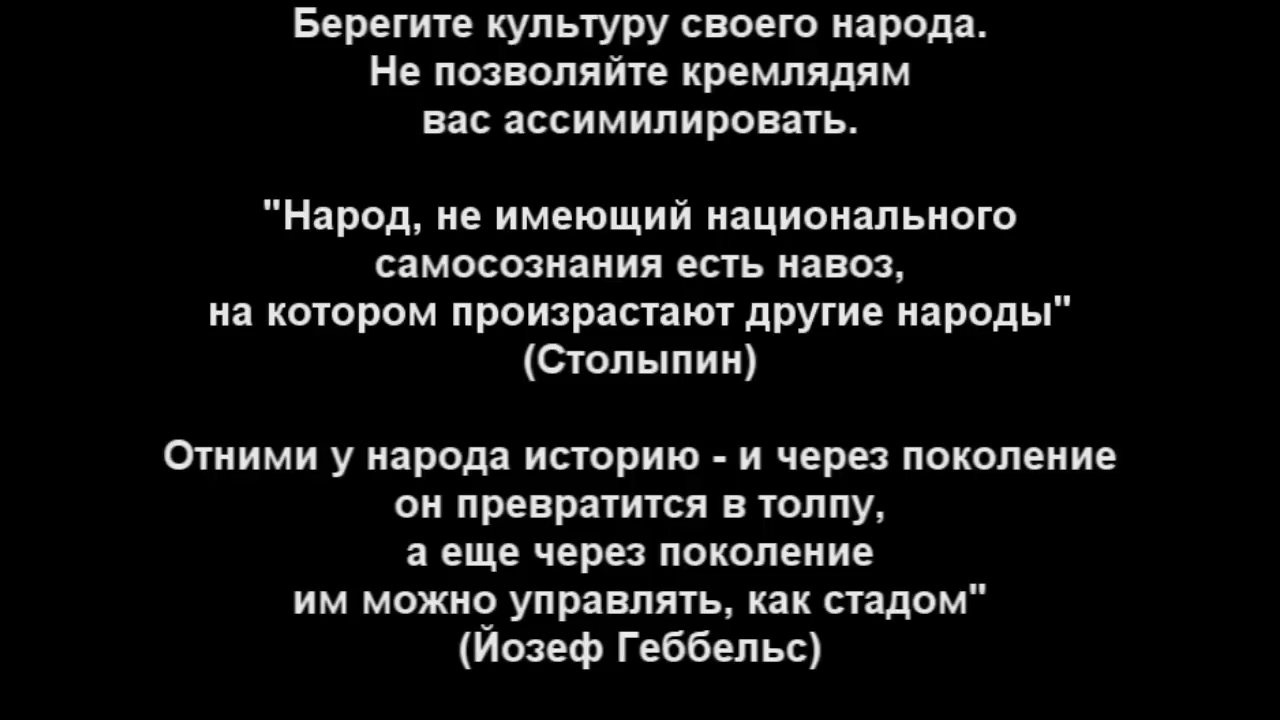 Берегите культуру своего народа.
Не позволяйте кремлядям
вас ассимилировать.
"Народ, не имеющий национального
самосознания есть навоз,
на котором произрастают другие народы"
(Столыпин)
Отними у народа историю - и через поколение
он превратится в толпу,
а еще через поколение
им можно управлять, как стадом"
(Йозеф Геббельс)